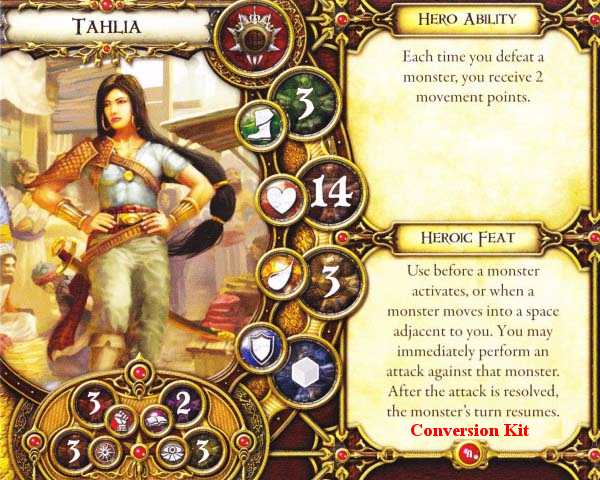 TAHLIA
3
14
3
3
2
3
3
HERO ABILITY
Each time you defeat a
monster, you receive 2
movement points.
HEROIC FEAT
Use before a monster
activates, or when a
monster moves into a space
adjacent to you. You may
immediately perform an
attack against that monster.
After the attack is resolved,
the monster's turn resumes.
Conversion Kit